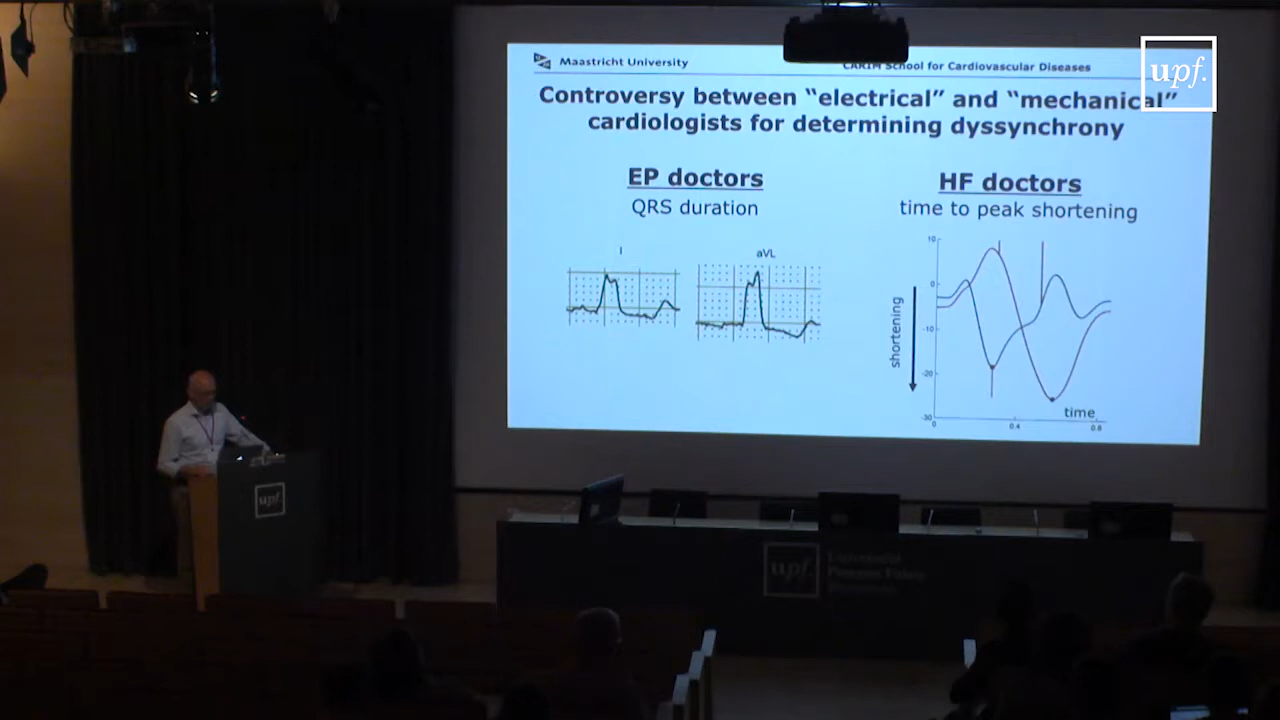 Maastricht University
CARIM School for Cardiovascular Diseases
upf.
Controversy between “electrical” and “mechanical”
cardiologists for determining dyssynchrony
EP doctors
QRS duration
HF doctors
time to peak shortening
I
aVL
10
0
-10
-20
-30
shortening
time
0
0.4
0.8
upf.
upf.
Universitat
Pompeu Fabra
Barcelona